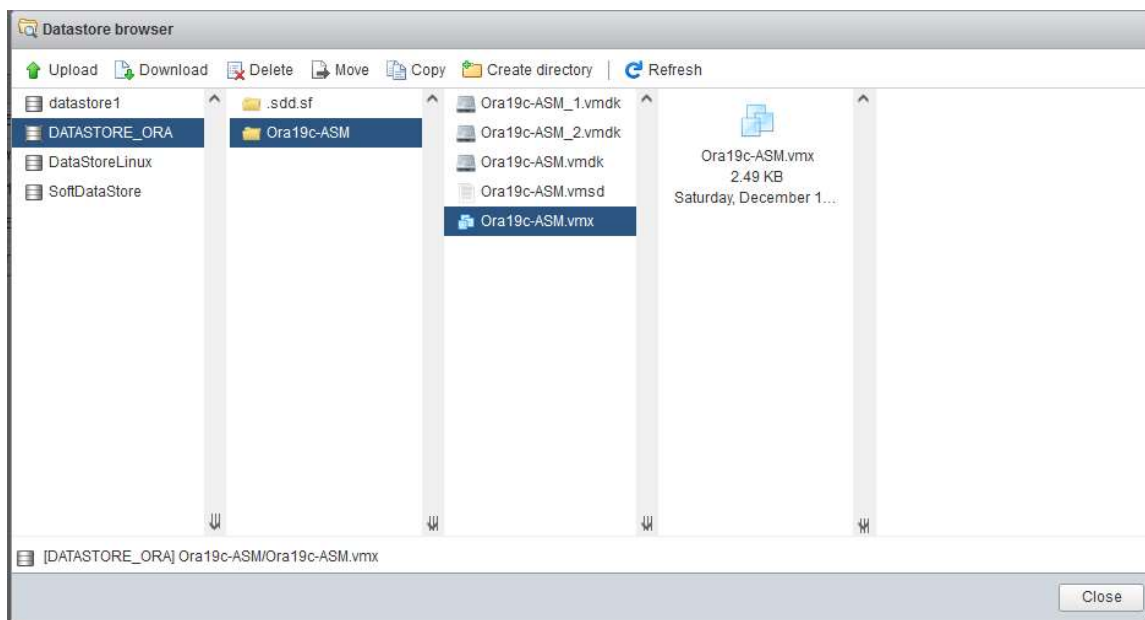 Datastore browser
Upload Download Delete Move Copy Create directory Refresh
datastore1
DATASTORE_ORA
DataStoreLinux
SoftDataStore
.sdd.sf
Ora19c-ASM
Ora19c-ASM_1.vmdk
Ora19c-ASM_2.vmdk
Ora19c-ASM.vmdk
Ora19c-ASM.vmsd
Ora19c-ASM.vmx
Ora19c-ASM.vmx
2.49 KB
Saturday, December 1...
[DATASTORE_ORA] Ora19c-ASM/Ora19c-ASM.vmx
Close